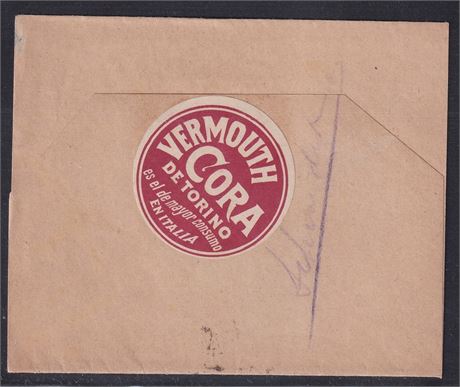 VERMOUTH
CORA
DE TORINO
es el de mayor consumo
EN ITALIA